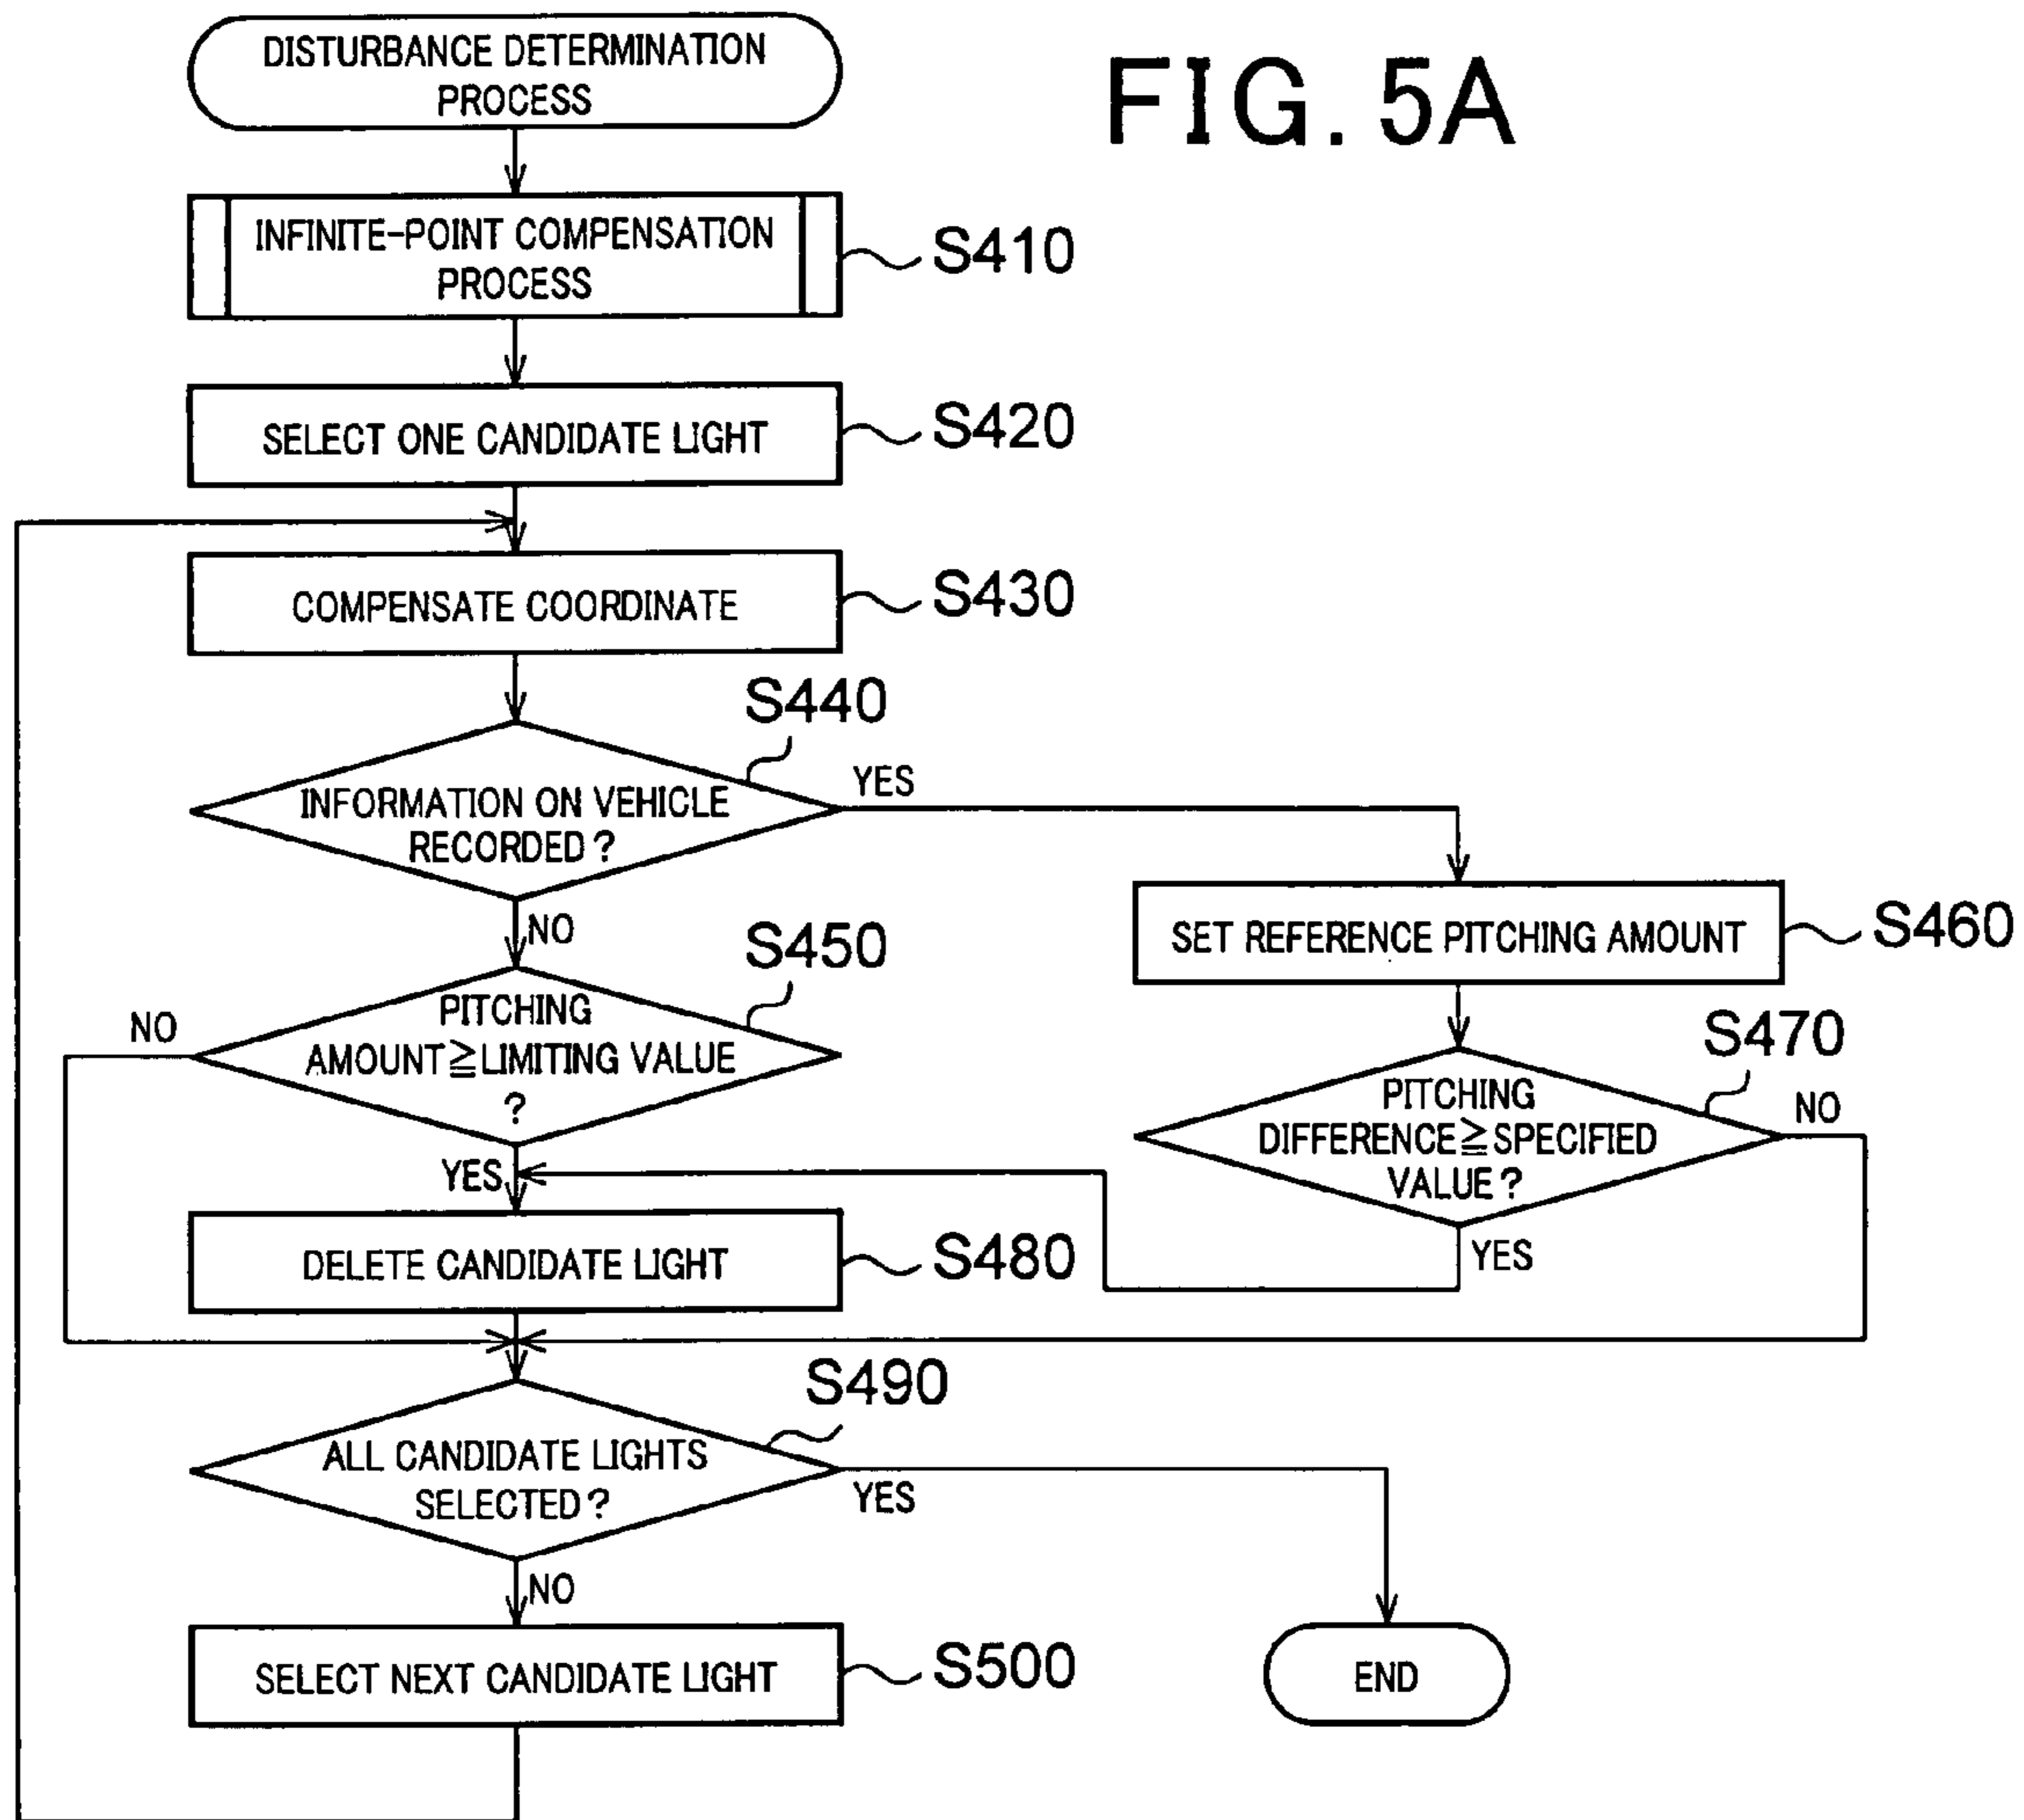 FIG. 5A
DISTURBANCE DETERMINATION
PROCESS
INFINITE-POINT COMPENSATION
PROCESS
S410
SELECT ONE CANDIDATE LIGHT
S420
COMPENSATE COORDINATE
S430
S440
INFORMATION ON VEHICLE
RECORDED?
YES
NO
S450
PITCHING
AMOUNT≧LIMITING VALUE
?
NO
YES
SET REFERENCE PITCHING AMOUNT
S460
S470
PITCHING
DIFFERENCE≧SPECIFIED
VALUE?
NO
YES
DELETE CANDIDATE LIGHT
S480
S490
ALL CANDIDATE LIGHTS
SELECTED?
YES
NO
SELECT NEXT CANDIDATE LIGHT
S500
END